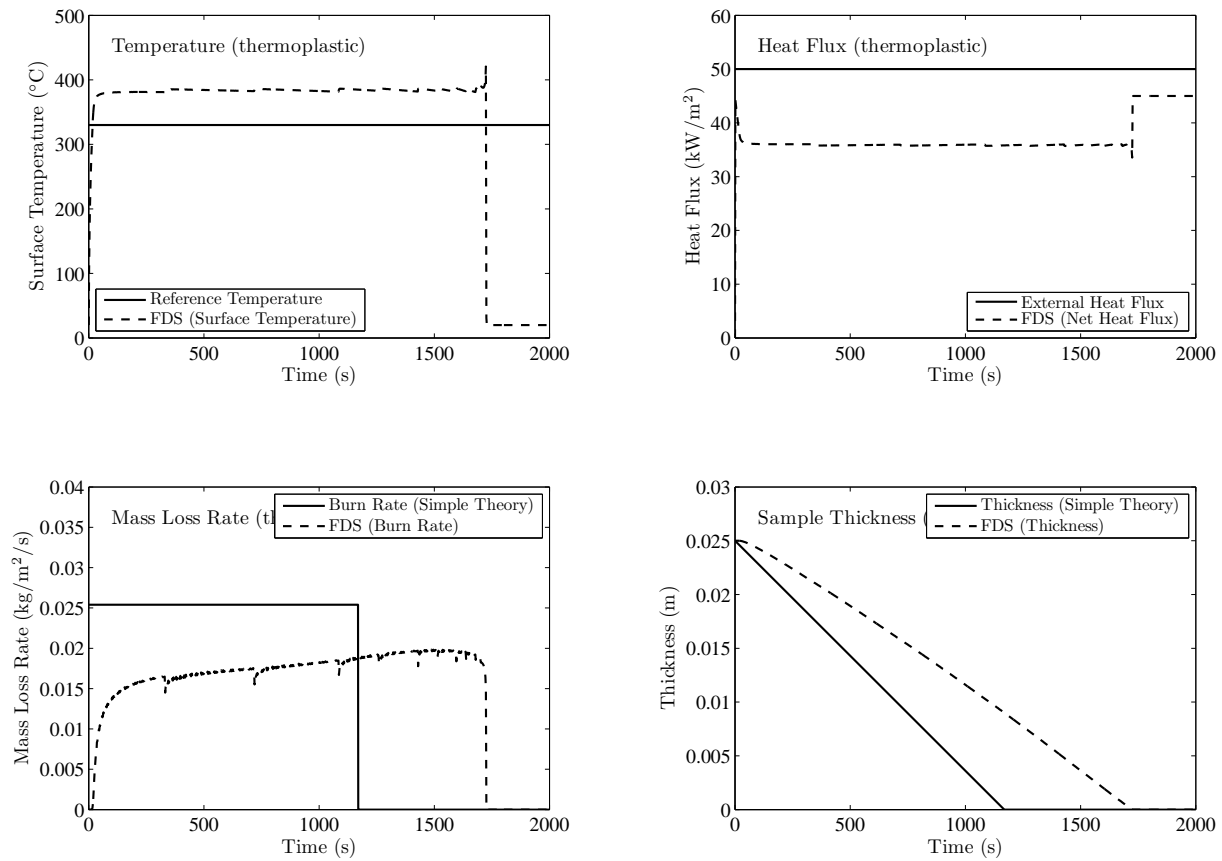 Temperature (thermoplastic)
Surface Temperature (°C)
500
400
300
200
100
0
Reference Temperature
FDS (Surface Temperature)
0 500 1000 1500 2000
Time (s)
Heat Flux (thermoplastic)
Heat Flux (kW/m²)
60
50
40
30
20
10
0
External Heat Flux
FDS (Net Heat Flux)
0 500 1000 1500 2000
Time (s)
Mass Loss Rate (th
Mass Loss Rate (kg/m²/s)
0.04
0.035
0.03
0.025
0.02
0.015
0.01
0.005
0
Burn Rate (Simple Theory)
FDS (Burn Rate)
0 500 1000 1500 2000
Time (s)
Sample Thickness (
Thickness (m)
0.03
0.025
0.02
0.015
0.01
0.005
0
Thickness (Simple Theory)
FDS (Thickness)
0 500 1000 1500 2000
Time (s)